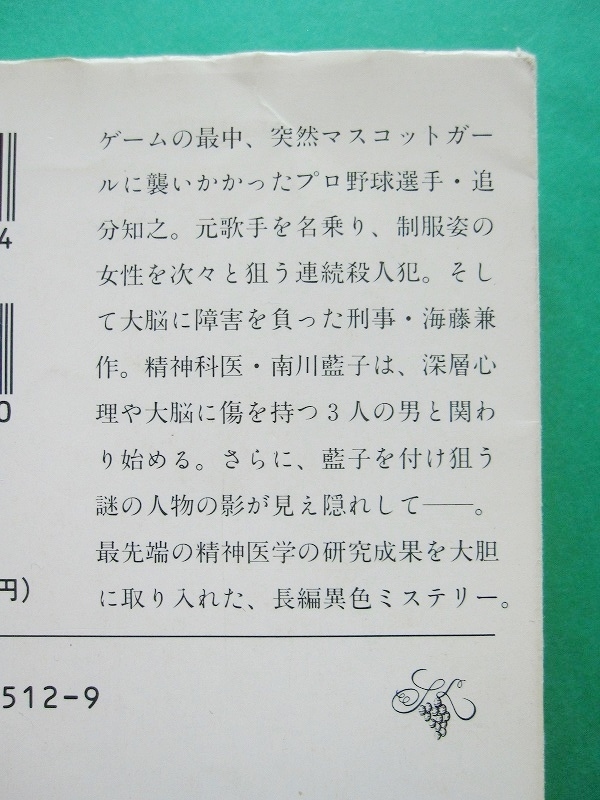 ゲームの最中、突然マスコットガー
ルに襲いかかったプロ野球選手・追
分知之。元歌手を名乗り、制服姿の
女性を次々と狙う連続殺人犯。そし
て大脳に障害を負った刑事・海藤兼
作。精神科医・南川藍子は、深層心
理や大脳に傷を持つ3人の男と関わ
り始める。さらに、藍子を付け狙う
謎の人物の影が見え隠れして――。
最先端の精神医学の研究成果を大胆
に取り入れた、長編異色ミステリー。
4
0
円)
512-9
SK